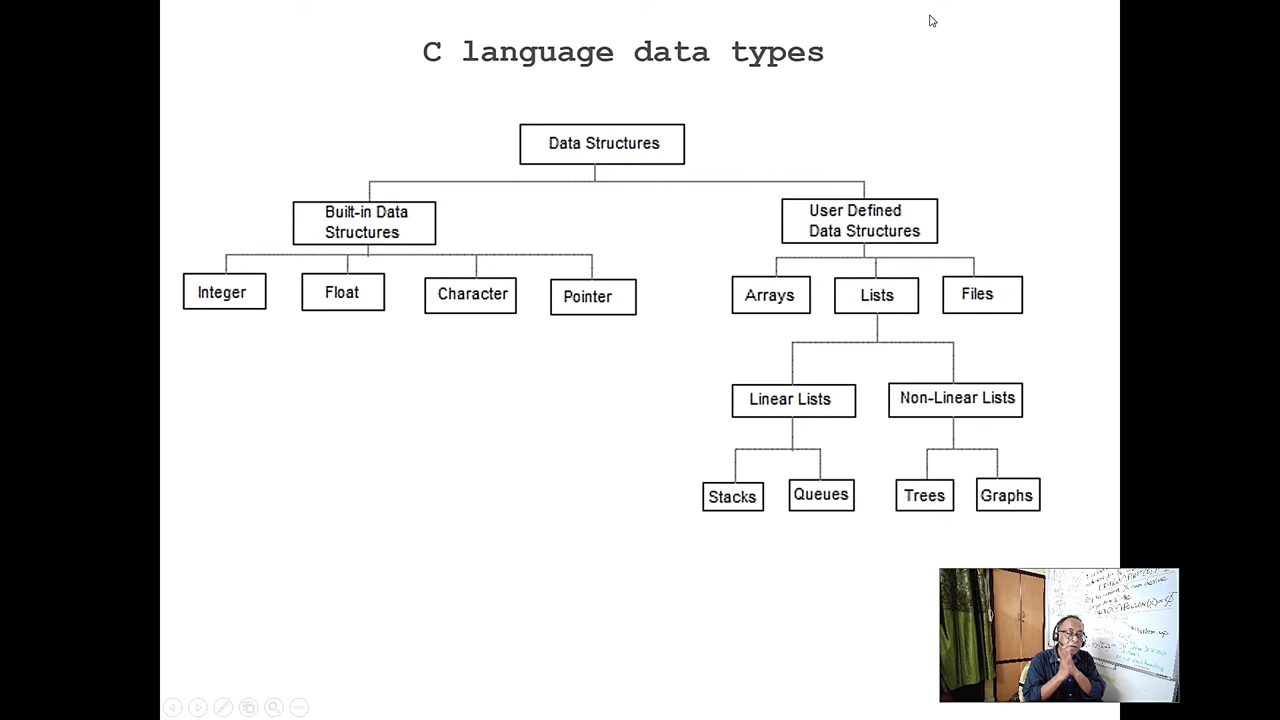 C language data types
Data Structures
Built-in Data
Structures
User Defined
Data Structures
Integer
Float
Character
Pointer
Arrays
Lists
Files
Linear Lists
Non-Linear Lists
Stacks
Queues
Trees
Graphs